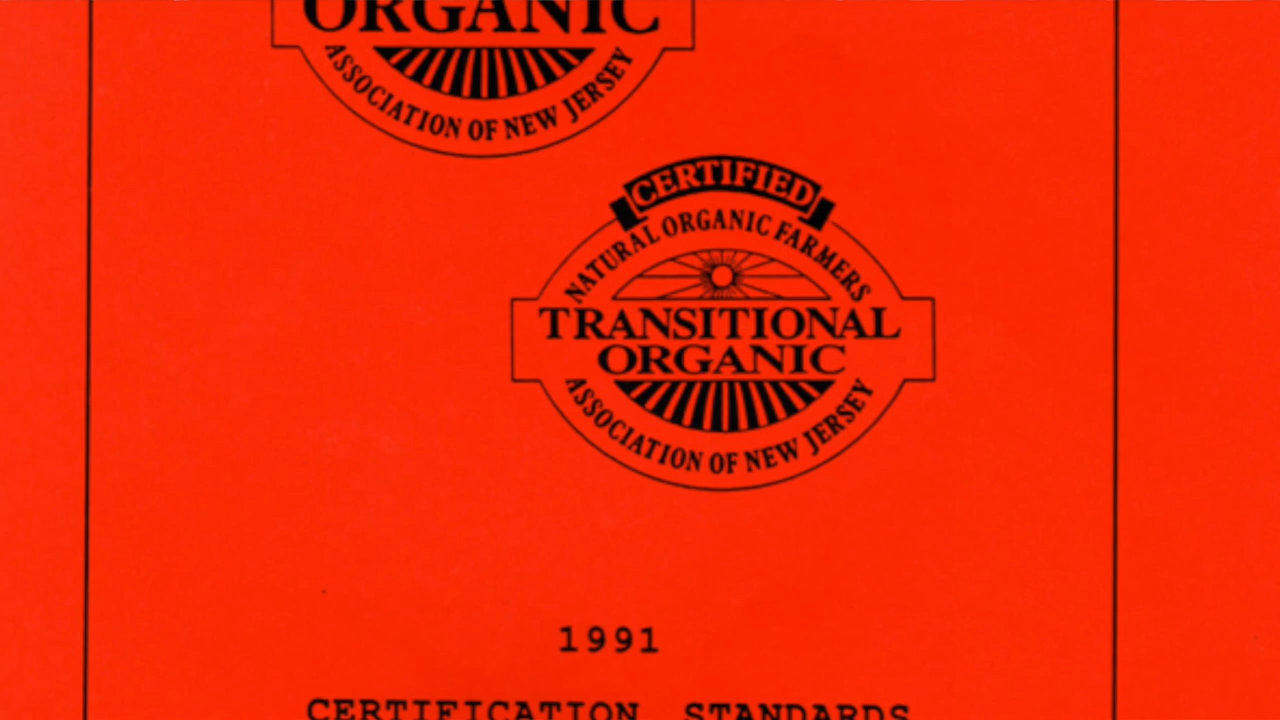 ORGANIC
ASSOCIATION OF NEW JERSEY
CERTIFIED
NATURAL ORGANIC FARMERS
TRANSITIONAL
ORGANIC
ASSOCIATION OF NEW JERSEY
1991
CERTIFICATION STANDARDS